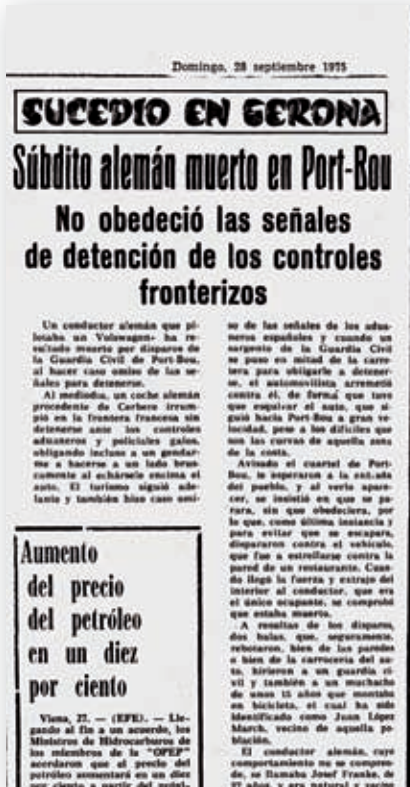 Domingo, 28 septiembre 1975
SUCEDIO EN GERONA
Súbdito alemán muerto en Port-Bou
No obedeció las señales
de detención de los controles
fronterizos
Un conductor alemán que pi-
lotaba un Volswagen- ha re-
sultado muerto por disparos de
la Guardia Civil de Port-Bou,
al hacer caso omiso de las se-
ñales para detenerse.
Al mediodía, un coche alemán
procedente de Cerbere irrum-
pió en la frontera francesa sin
detenerse ante los controles
aduaneros y policiales galos,
obligando incluso a un gendar-
me a hacerse a un lado brus-
camente al echársele encima el
auto. El turismo siguió ade-
lante y también hizo caso omi-
so de las señales de los adua-
neros españoles y cuando un
sargento de la Guardia Civil
se puso en mitad de la carre-
tera para obligarle a detener-
se, el automovilista arremetió
contra él, de forma que tuvo
que esquivar el auto, que si-
guió hacia Port-Bou a gran ve-
locidad, pese a los difíciles que
son las curvas de aquella zona
de la costa.
Avisado el cuartel de Port-
Bou, le esperaron a la entrada
del pueblo, y al verle apare-
cer, se insistió en que se pa-
rara, sin que obedeciera, por
lo que, como última instancia y
para evitar que se escapara,
dispararon contra el vehículo,
que fue a estrellarse contra la
pared de un restaurante. Cuan-
do llegó la fuerza y extrajo del
interior al conductor, que era
el único ocupante, se comprobó
que estaba muerto.
A resultas de los disparos,
dos balas, que, seguramente,
rebotaron, bien de las paredes
o bien de la carrocería del au-
to, hirieron a un guardia ci-
vil y también a un muchacho
de unos 15 años que montaba
en bicicleta, el cual ha sido
identificado como Juan López
March, vecino de aquella po-
blación.
El conductor alemán, cuyo
comportamiento no se compren-
de, se llamaba Josef Franke, de
27 años, y era natural y vecino
Aumento
del precio
del petróleo
en un diez
por ciento
Viena, 27. — (EFE). — Lle-
gando al fin a un acuerdo, los
Ministros de Hidrocarburos de
los miembros de la "OPEP"
acordaron que el precio del
petróleo aumentará en un diez
por ciento a partir del